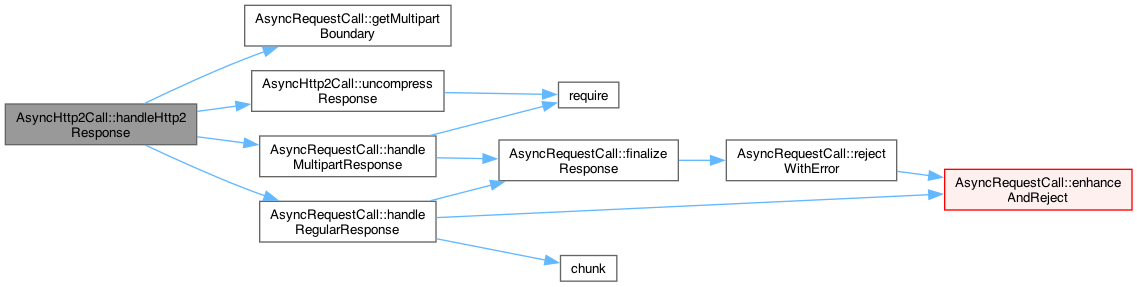 AsyncHttp2Call::handleHttp2
Response
AsyncRequestCall::getMultipart
Boundary
AsyncHttp2Call::uncompress
Response
AsyncRequestCall::handle
MultipartResponse
AsyncRequestCall::handle
RegularResponse
require
AsyncRequestCall::finalize
Response
chunk
AsyncRequestCall::reject
WithError
AsyncRequestCall::enhance
AndReject